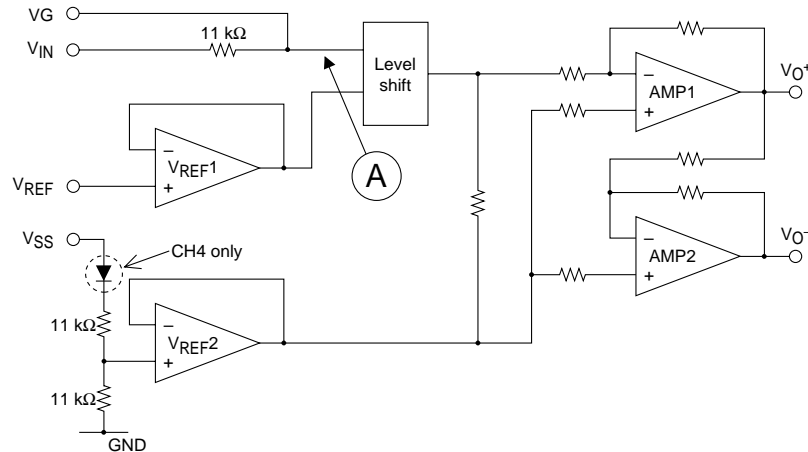 VG
VIN
11 kΩ
Level
shift
A
VREF
VREF1
−
+
AMP1
−
+
VO+
AMP2
−
+
VO−
VSS
CH4 only
11 kΩ
11 kΩ
VREF2
−
+
GND